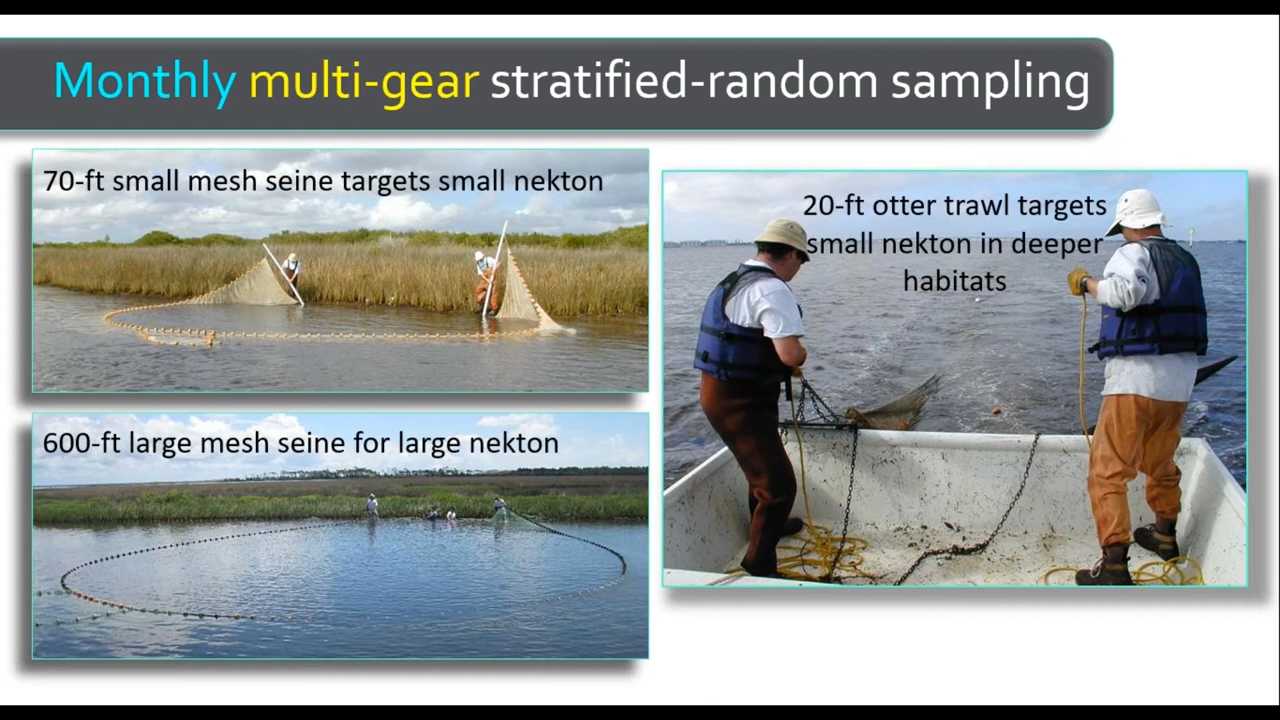 Monthly multi-gear stratified-random sampling
70-ft small mesh seine targets small nekton
600-ft large mesh seine for large nekton
20-ft otter trawl targets
small nekton in deeper
habitats